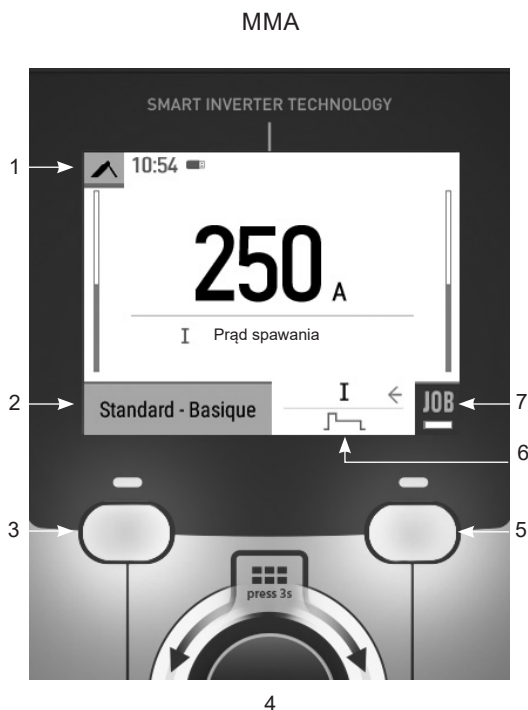 MMA
SMART INVERTER TECHNOLOGY
1
10:54
250 A
I Prąd spawania
2
Standard - Basique
I
JOB
7
6
3
5
press 3s
4